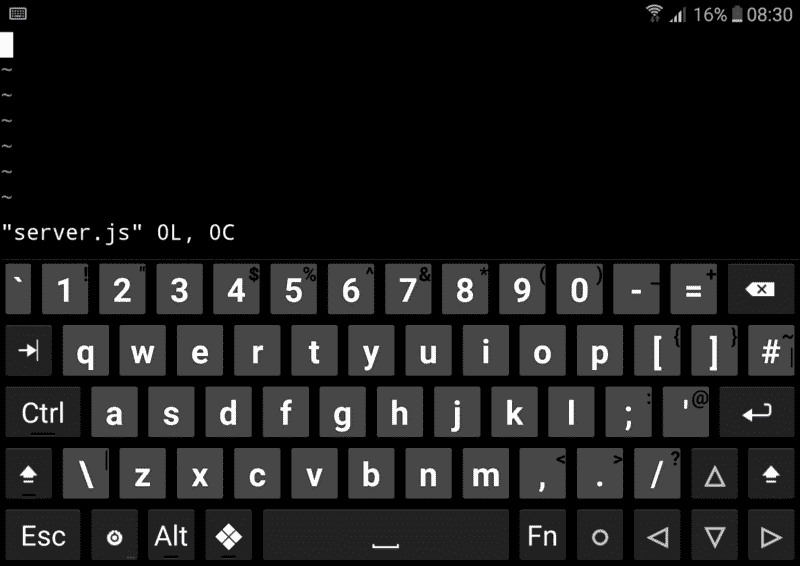 16% 08:30
~
~
~
~
~
~
"server.js" 0L, 0C
` 1 ! 2 " 3 4 $ 5 % 6 ^ 7 & 8 * 9 ( 0 ) - _ = +
q w e r t y u i o p [ { ] } # ~ |
Ctrl a s d f g h j k l ; : ' @
\ | z x c v b n m , < . > / ?
Esc Alt Fn